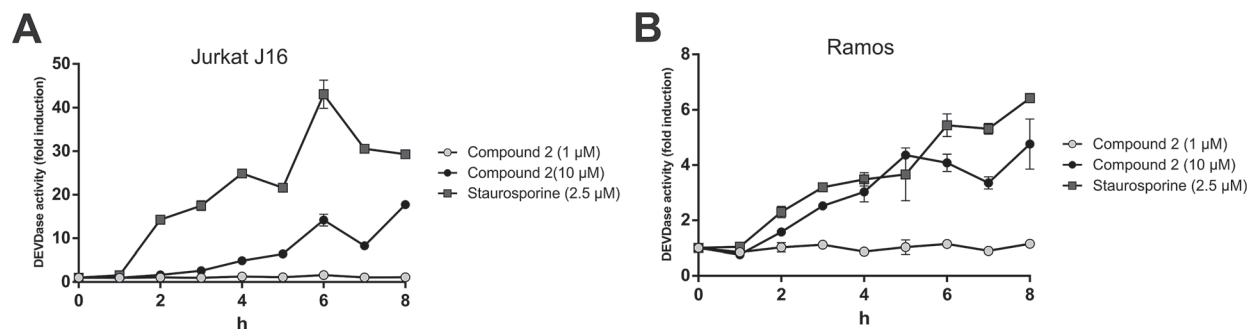 A
Jurkat J16
DEVDase activity (fold induction)
50
40
30
20
10
0
0 2 4 6 8
h
Compound 2 (1 µM)
Compound 2(10 µM)
Staurosporine (2.5 µM)
B
Ramos
DEVDase activity (fold induction)
8
6
4
2
0
0 2 4 6 8
h
Compound 2 (1 µM)
Compound 2 (10 µM)
Staurosporine (2.5 µM)